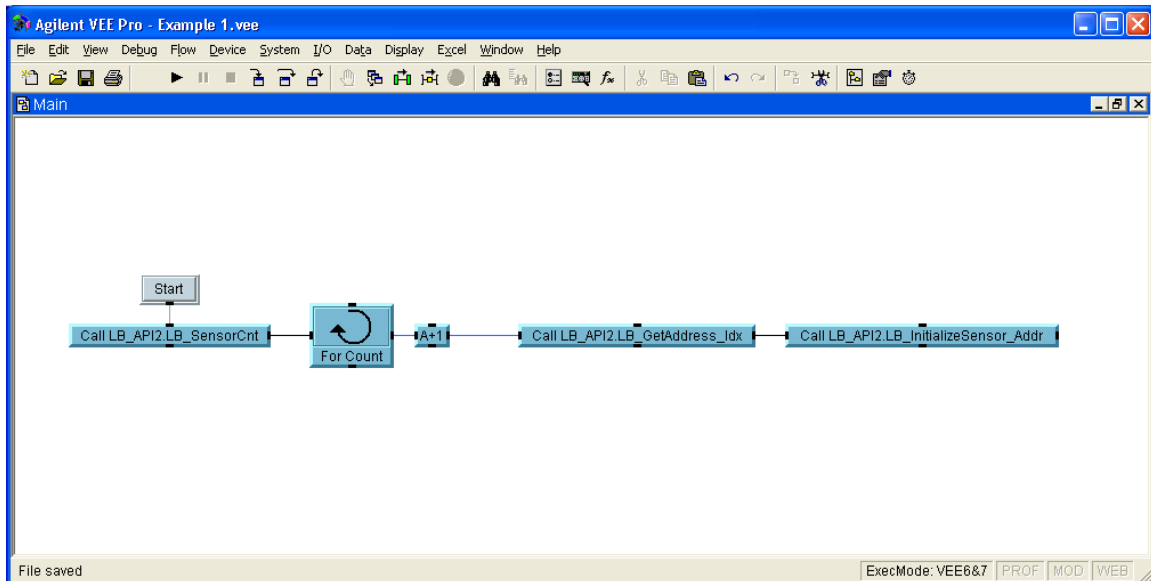 Agilent VEE Pro - Example 1.vee
File Edit View Debug Flow Device System I/O Data Display Excel Window Help
Main
Start
Call LB_API2.LB_SensorCnt
For Count
A+1
Call LB_API2.LB_GetAddress_Idx
Call LB_API2.LB_InitializeSensor_Addr
File saved
ExecMode: VEE6&7 PROF MOD WEB